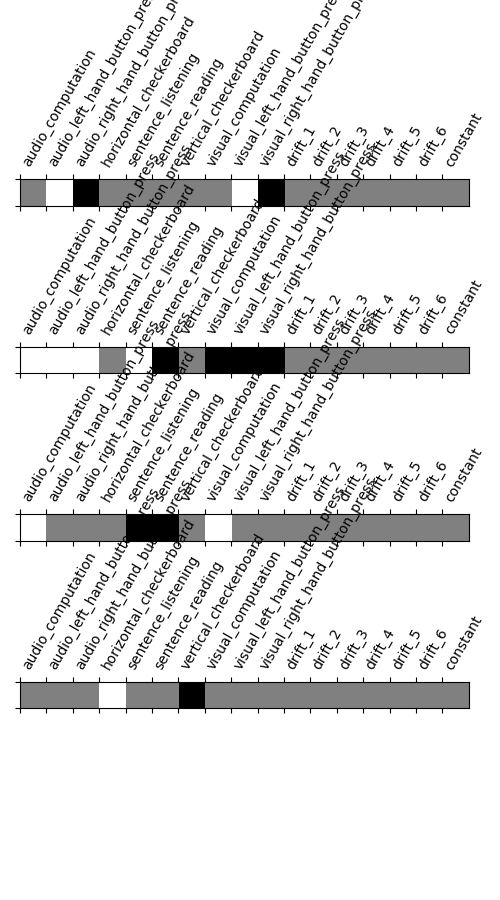 audio_computation
audio_left_hand_button_press
audio_right_hand_button_press
horizontal_checkerboard
sentence_listening
sentence_reading
vertical_checkerboard
visual_computation
visual_left_hand_button_press
visual_right_hand_button_press
drift_1
drift_2
drift_3
drift_4
drift_5
drift_6
constant
audio_computation
audio_left_hand_button_press
audio_right_hand_button_press
horizontal_checkerboard
sentence_listening
sentence_reading
vertical_checkerboard
visual_computation
visual_left_hand_button_press
visual_right_hand_button_press
drift_1
drift_2
drift_3
drift_4
drift_5
drift_6
constant
audio_computation
audio_left_hand_button_press
audio_right_hand_button_press
horizontal_checkerboard
sentence_listening
sentence_reading
vertical_checkerboard
visual_computation
visual_left_hand_button_press
visual_right_hand_button_press
drift_1
drift_2
drift_3
drift_4
drift_5
drift_6
constant
audio_computation
audio_left_hand_button_press
audio_right_hand_button_press
horizontal_checkerboard
sentence_listening
sentence_reading
vertical_checkerboard
visual_computation
visual_left_hand_button_press
visual_right_hand_button_press
drift_1
drift_2
drift_3
drift_4
drift_5
drift_6
constant